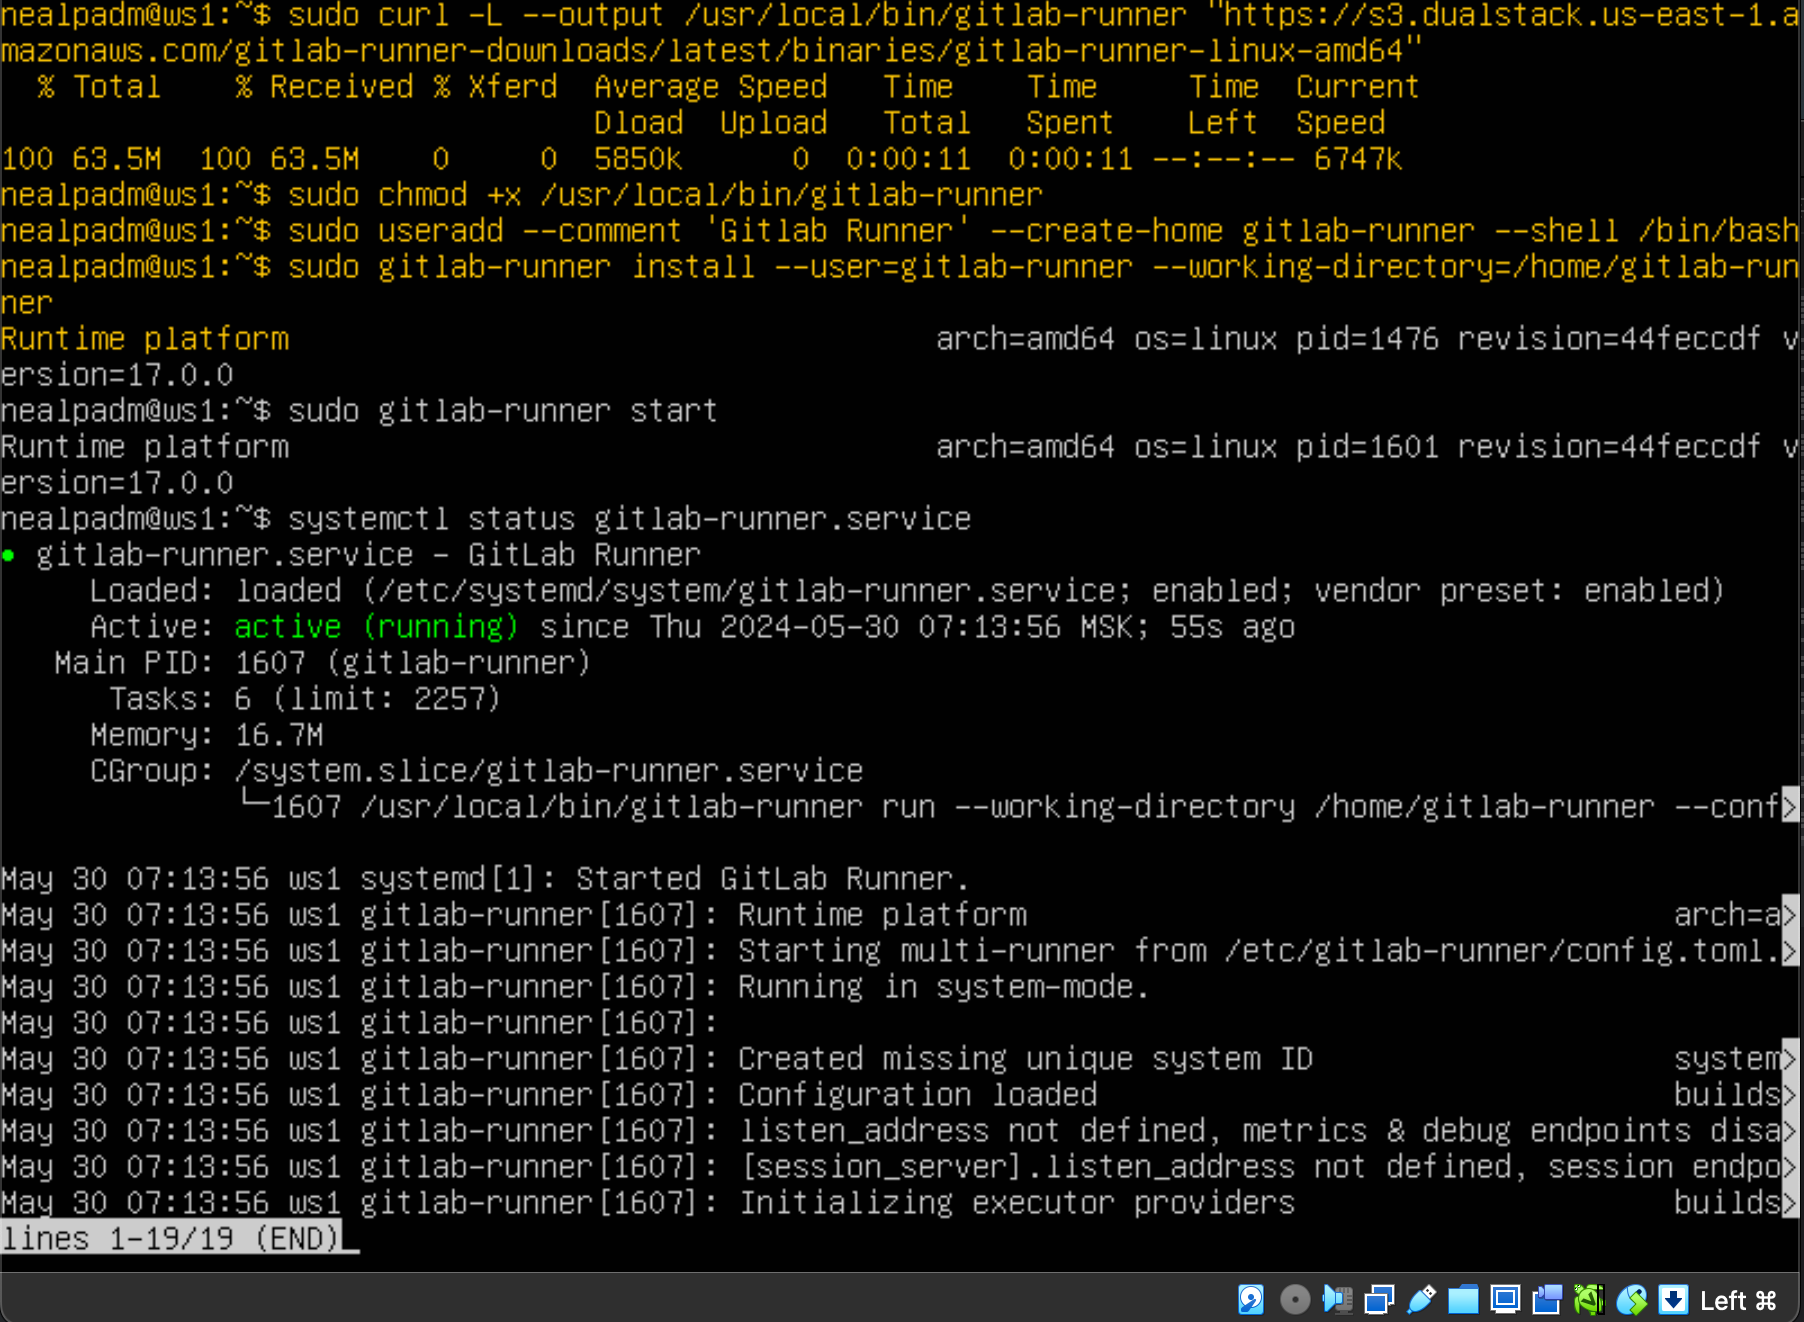 nealpadm@ws1:~$ sudo curl -L --output /usr/local/bin/gitlab-runner "https://s3.dualstack.us-east-1.a
mazonaws.com/gitlab-runner-downloads/latest/binaries/gitlab-runner-linux-amd64"
  % Total    % Received % Xferd  Average Speed   Time    Time     Time  Current
                                 Dload  Upload   Total   Spent    Left  Speed
100 63.5M  100 63.5M    0     0  5850k      0  0:00:11  0:00:11 --:--:-- 6747k
nealpadm@ws1:~$ sudo chmod +x /usr/local/bin/gitlab-runner
nealpadm@ws1:~$ sudo useradd --comment 'Gitlab Runner' --create-home gitlab-runner --shell /bin/bash
nealpadm@ws1:~$ sudo gitlab-runner install --user=gitlab-runner --working-directory=/home/gitlab-run
ner
Runtime platform                                    arch=amd64 os=linux pid=1476 revision=44feccdf v
ersion=17.0.0
nealpadm@ws1:~$ sudo gitlab-runner start
Runtime platform                                    arch=amd64 os=linux pid=1601 revision=44feccdf v
ersion=17.0.0
nealpadm@ws1:~$ systemctl status gitlab-runner.service
● gitlab-runner.service - GitLab Runner
     Loaded: loaded (/etc/systemd/system/gitlab-runner.service; enabled; vendor preset: enabled)
     Active: active (running) since Thu 2024-05-30 07:13:56 MSK; 55s ago
   Main PID: 1607 (gitlab-runner)
      Tasks: 6 (limit: 2257)
     Memory: 16.7M
     CGroup: /system.slice/gitlab-runner.service
             └─1607 /usr/local/bin/gitlab-runner run --working-directory /home/gitlab-runner --conf>
May 30 07:13:56 ws1 systemd[1]: Started GitLab Runner.
May 30 07:13:56 ws1 gitlab-runner[1607]: Runtime platform                                    arch=a>
May 30 07:13:56 ws1 gitlab-runner[1607]: Starting multi-runner from /etc/gitlab-runner/config.toml.>
May 30 07:13:56 ws1 gitlab-runner[1607]: Running in system-mode.
May 30 07:13:56 ws1 gitlab-runner[1607]:
May 30 07:13:56 ws1 gitlab-runner[1607]: Created missing unique system ID                    system>
May 30 07:13:56 ws1 gitlab-runner[1607]: Configuration loaded                                builds>
May 30 07:13:56 ws1 gitlab-runner[1607]: listen_address not defined, metrics & debug endpoints disa>
May 30 07:13:56 ws1 gitlab-runner[1607]: [session_server].listen_address not defined, session endpo>
May 30 07:13:56 ws1 gitlab-runner[1607]: Initializing executor providers                     builds>
lines 1-19/19 (END)
Left ⌘